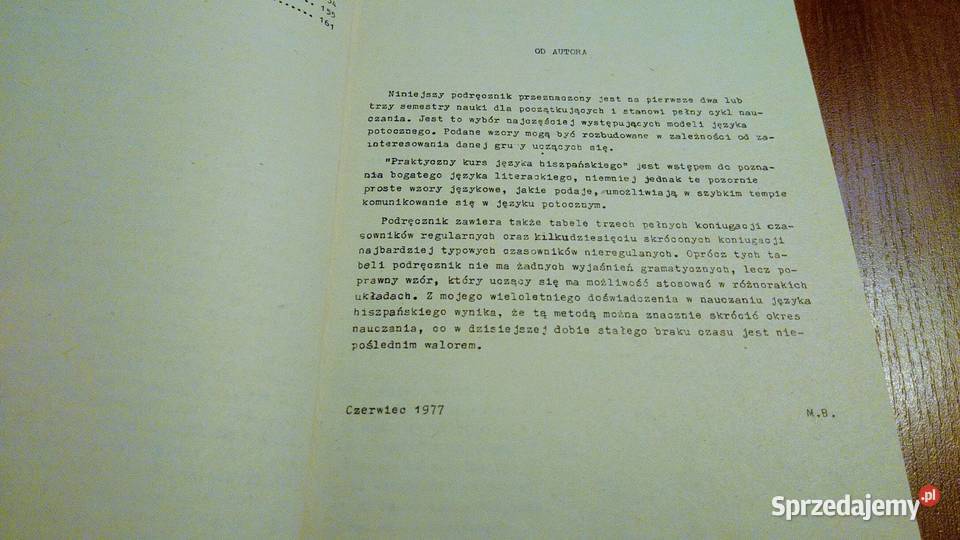 155
161
OD AUTORA
Niniejszy podręcznik przeznaczony jest na pierwsze dwa lub
trzy semestry nauki dla początkujących i stanowi pełny cykl nau-
czania. Jest to wybór najczęściej występujących modeli języka
potocznego. Podane wzory mogą być rozbudowane w zależności od za-
interesowania danej gru y uczących się.
"Praktyczny kurs języka hiszpańskiego" jest wstępem do pozna-
nia bogatego języka literackiego, niemniej jednak te pozornie
proste wzory językowe, jakie podaje, umożliwiają w szybkim tempie
komunikowanie się w języku potocznym.
Podręcznik zawiera także tabele trzech pełnych koniugacji cza-
sowników regularnych oraz kilkudziesięciu skróconych koniugacji
najbardziej typowych czasowników nieregulanych. Oprócz tych ta-
beli podręcznik nie ma żadnych wyjaśnień gramatycznych, lecz po-
prawny wzór, który uczący się ma możliwość stosować w różnorakich
układach. Z mojego wieloletniego doświadczenia w nauczaniu języka
hiszpańskiego wynika, że tą metodą można znacznie skrócić okres
nauczania, co w dzisiejszej dobie stałego braku czasu jest nie-
poślednim walorem.
Czerwiec 1977 M.B.
Sprzedajemy.pl